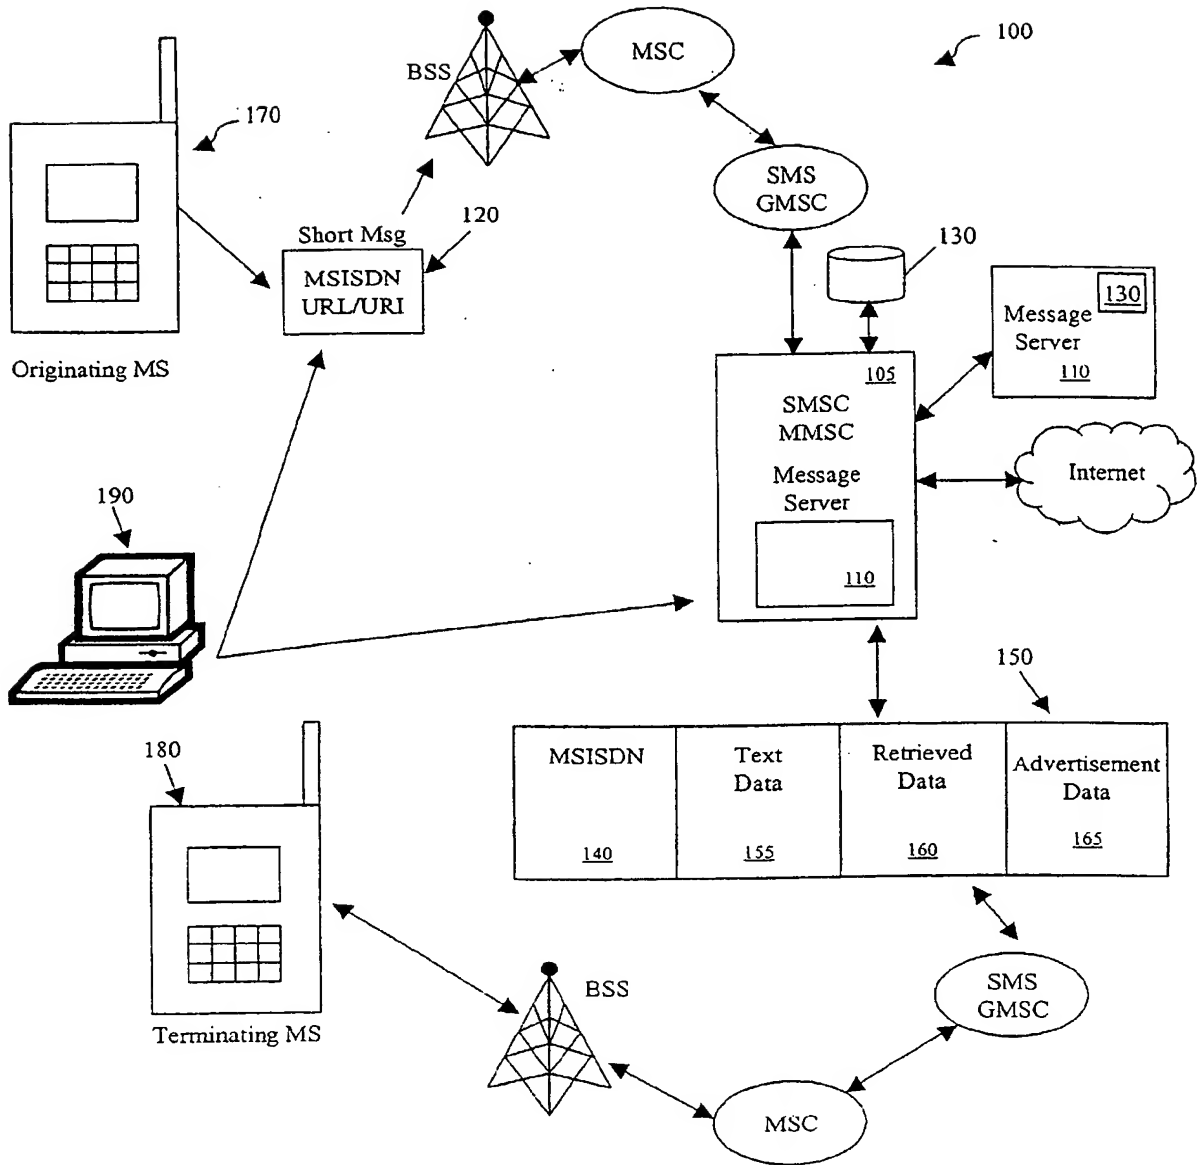 100
MSC
BSS
170
SMS
GMSC
120
Short Msg
MSISDN
URL/URI
130
130
Message
Server
110
Originating MS
105
SMSC
MMSC
Message
Server
110
Internet
190
150
MSISDN
140
Text
Data
155
Retrieved
Data
160
Advertisement
Data
165
180
Terminating MS
BSS
SMS
GMSC
MSC